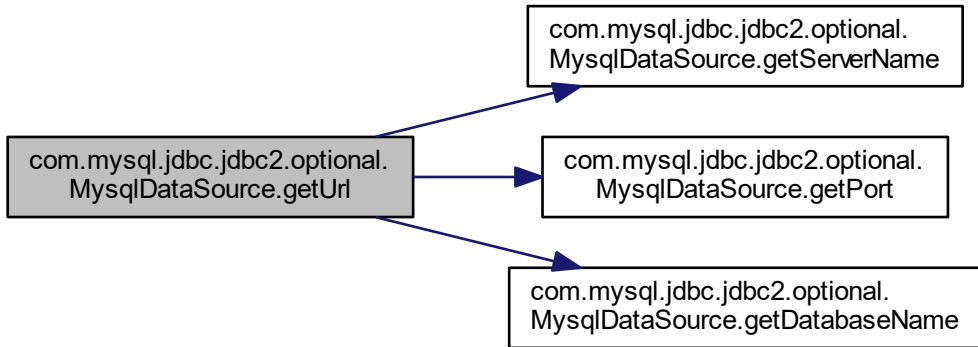 com.mysql.jdbc.jdbc2.optional.
MysqlDataSource.getServerName
com.mysql.jdbc.jdbc2.optional.
MysqlDataSource.getUrl
com.mysql.jdbc.jdbc2.optional.
MysqlDataSource.getPort
com.mysql.jdbc.jdbc2.optional.
MysqlDataSource.getDatabaseName